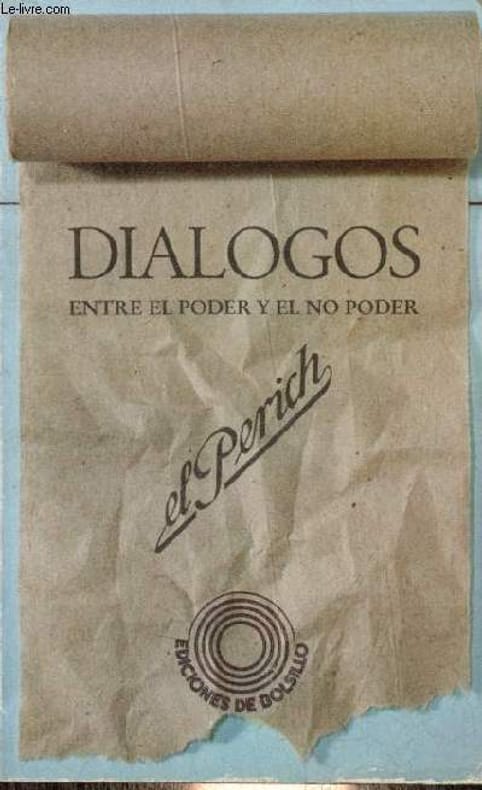 Le-livre.com
DIALOGOS
ENTRE EL PODER Y EL NO PODER
el Perich
EDICIONES DE BOLSILLO